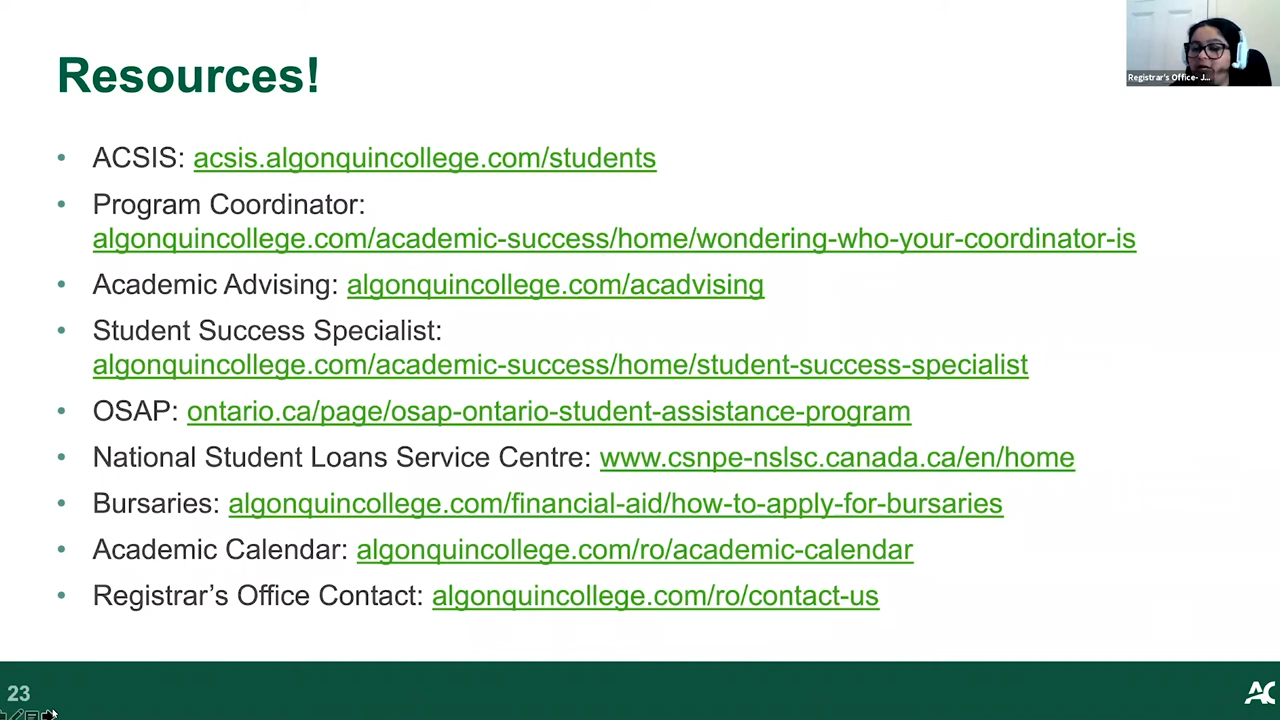 Resources!
Registrar's Office- J...
• ACSIS: acsis.algonquincollege.com/students
• Program Coordinator:
algonquincollege.com/academic-success/home/wondering-who-your-coordinator-is
• Academic Advising: algonquincollege.com/acadvising
• Student Success Specialist:
algonquincollege.com/academic-success/home/student-success-specialist
• OSAP: ontario.ca/page/osap-ontario-student-assistance-program
• National Student Loans Service Centre: www.csnpe-nslsc.canada.ca/en/home
• Bursaries: algonquincollege.com/financial-aid/how-to-apply-for-bursaries
• Academic Calendar: algonquincollege.com/ro/academic-calendar
• Registrar’s Office Contact: algonquincollege.com/ro/contact-us
23
AC